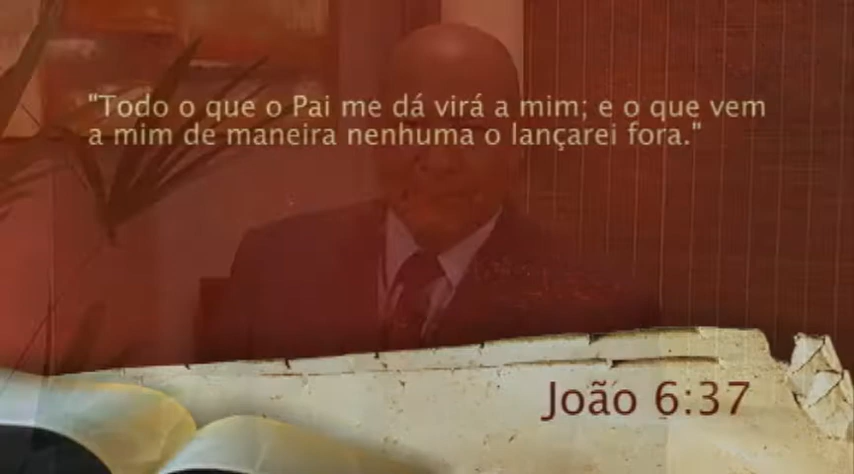 "Todo o que o Pai me dá virá a mim; e o que vem
a mim de maneira nenhuma o lançarei fora."
João 6:37